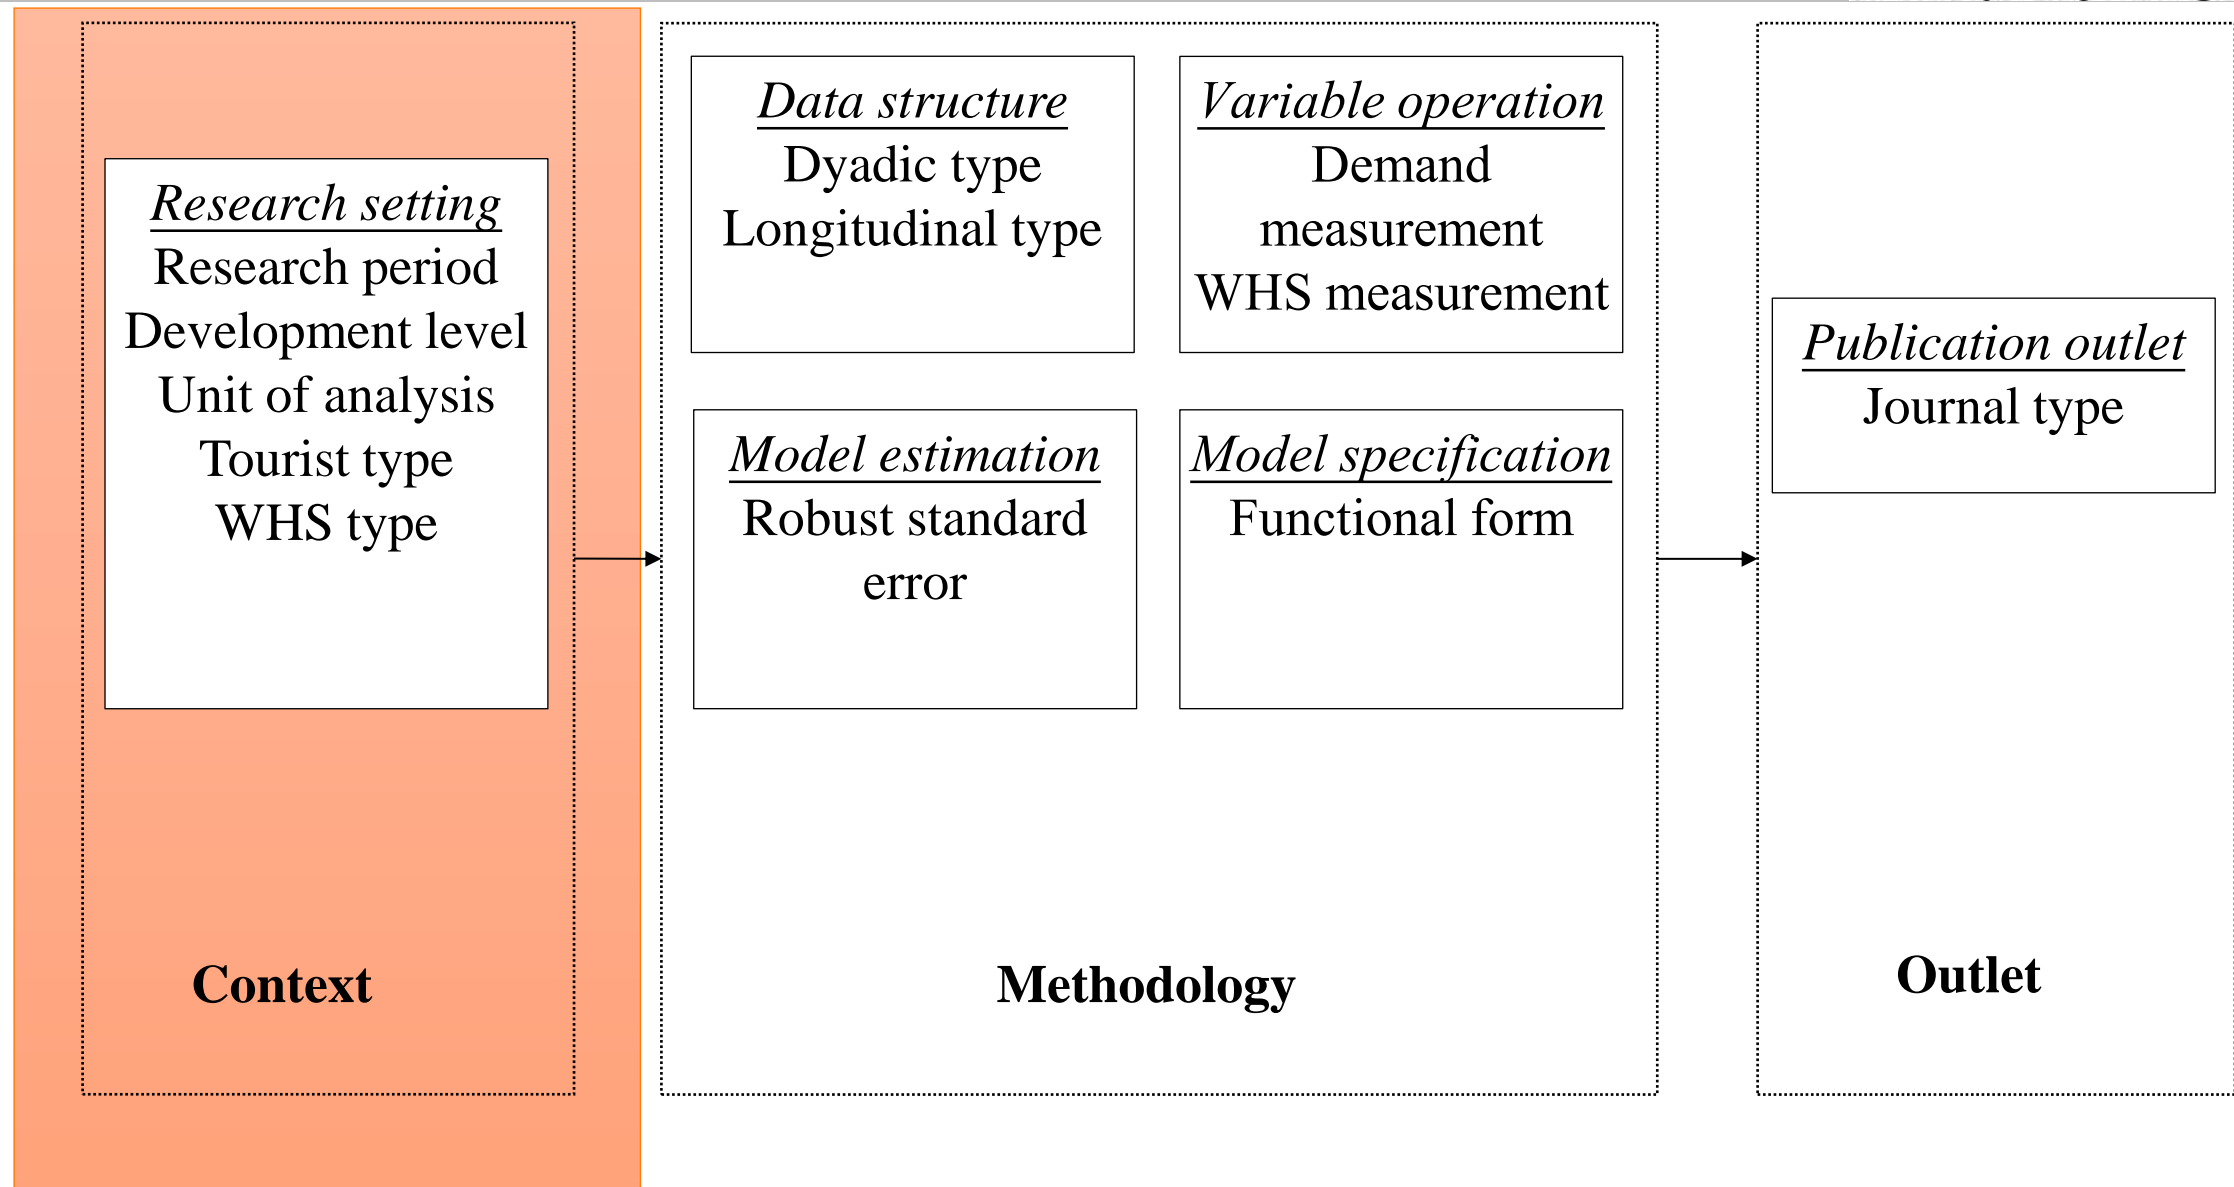 Research setting
Research period
Development level
Unit of analysis
Tourist type
WHS type
Context
Data structure
Dyadic type
Longitudinal type
Variable operation
Demand
measurement
WHS measurement
Model estimation
Robust standard
error
Model specification
Functional form
Methodology
Publication outlet
Journal type
Outlet